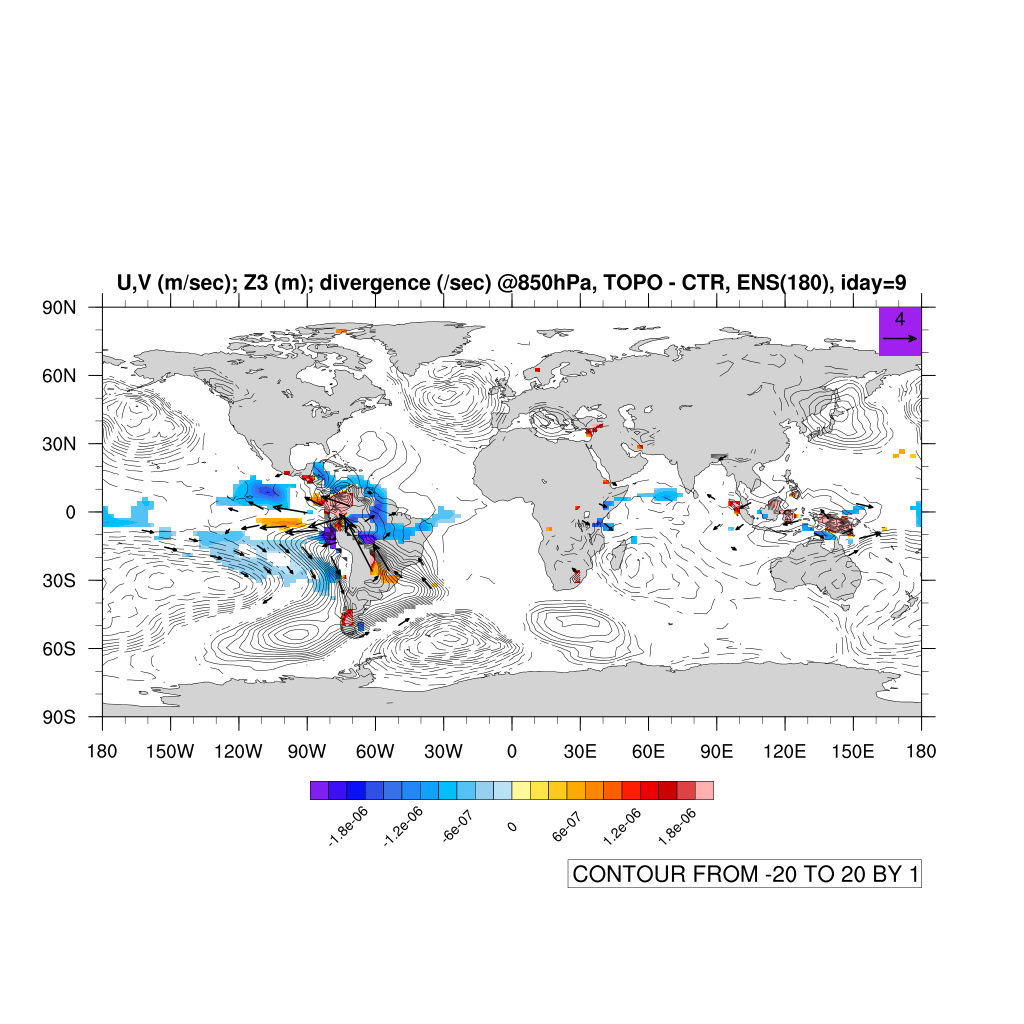 U,V (m/sec); Z3 (m); divergence (/sec) @850hPa, TOPO - CTR, ENS(180), iday=9
4
90N
60N
30N
0
30S
60S
90S
180 150W 120W 90W 60W 30W 0 30E 60E 90E 120E 150E 180
-1.8e-06 -1.2e-06 -6e-07 0 6e-07 1.2e-06 1.8e-06
CONTOUR FROM -20 TO 20 BY 1